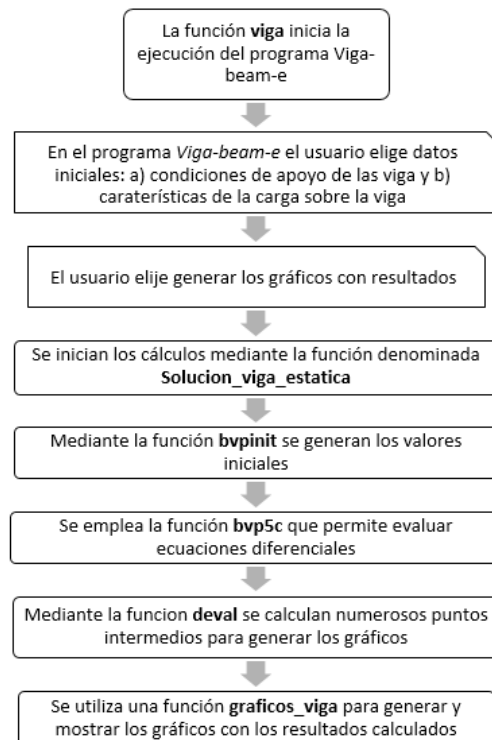 La función viga inicia la
ejecución del programa Viga-
beam-e
En el programa Viga-beam-e el usuario elige datos
iniciales: a) condiciones de apoyo de las viga y b)
caraterísticas de la carga sobre la viga
El usuario elije generar los gráficos con resultados
Se inician los cálculos mediante la función denominada
Solucion_viga_estatica
Mediante la función bvpinit se generan los valores
iniciales
Se emplea la función bvp5c que permite evaluar
ecuaciones diferenciales
Mediante la funcion deval se calculan numerosos puntos
intermedios para generar los gráficos
Se utiliza una función graficos_viga para generar y
mostrar los gráficos con los resultados calculados